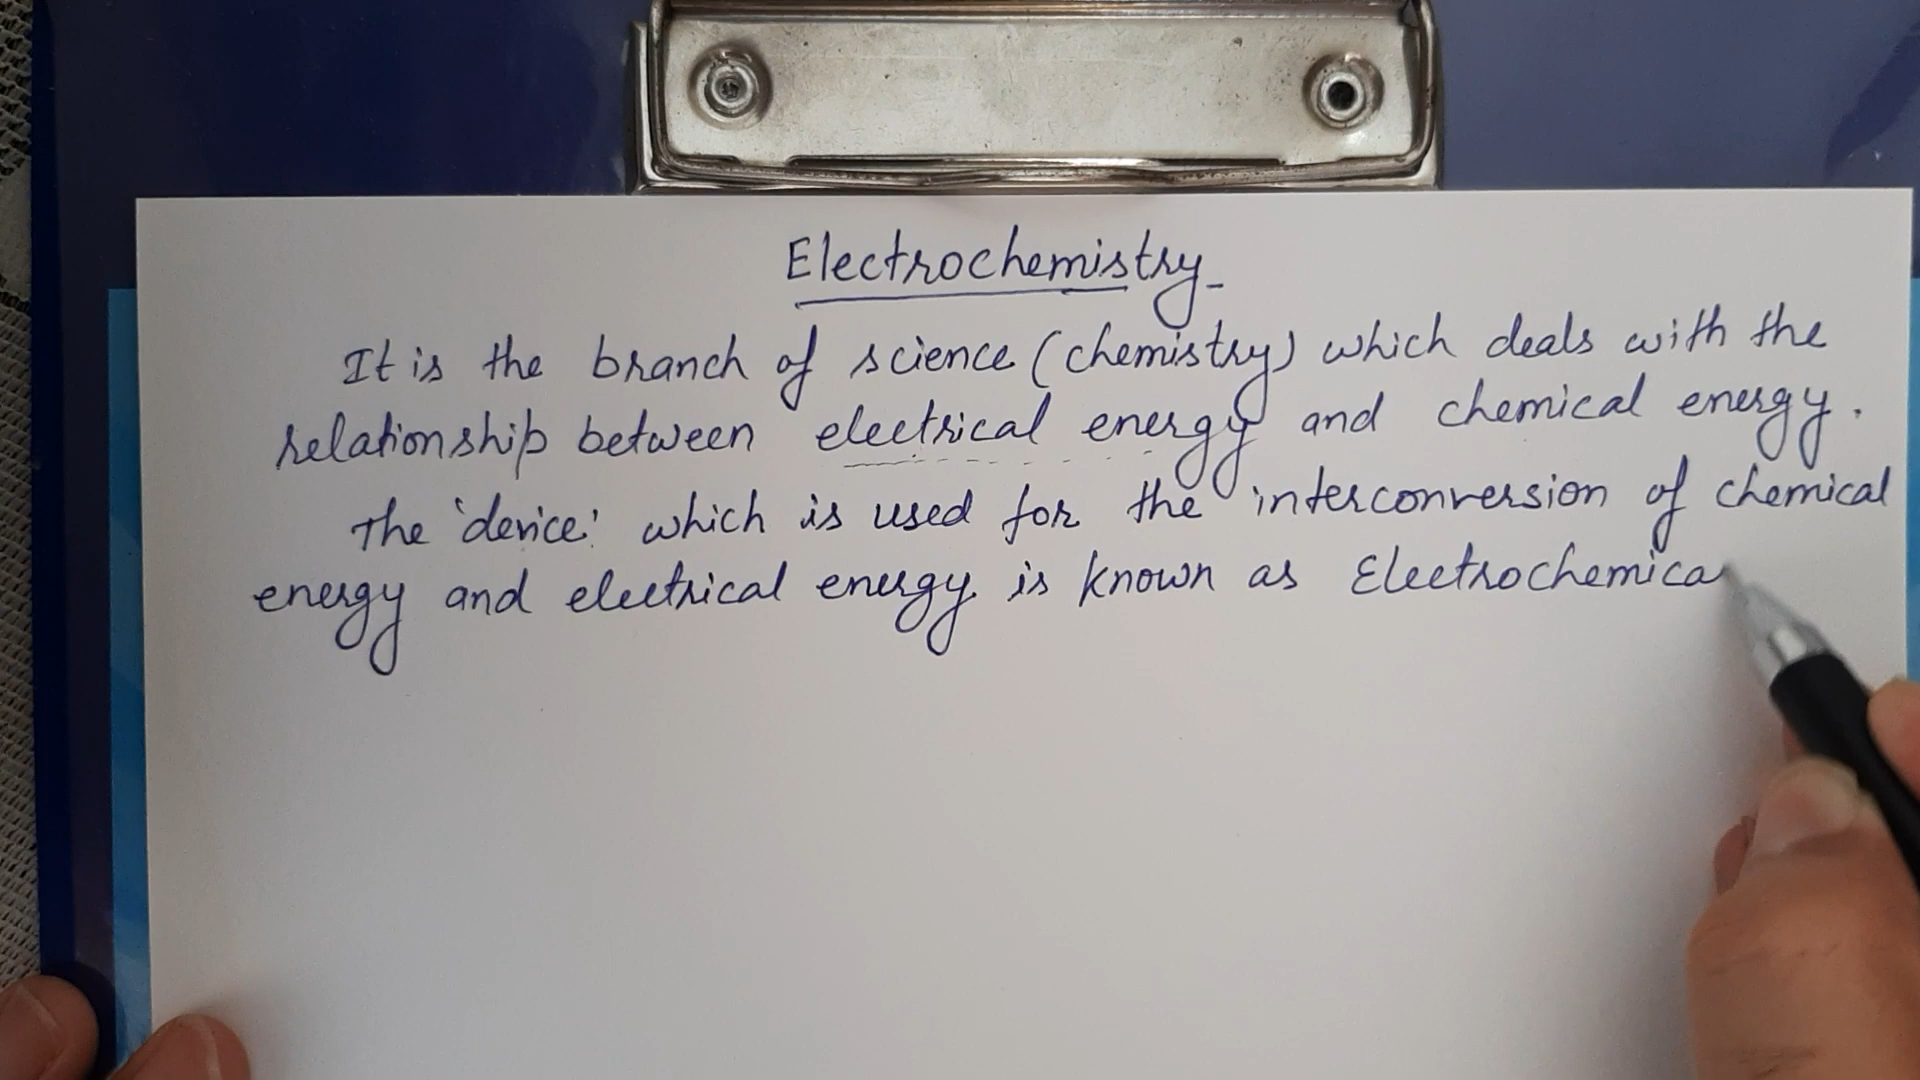 Electrochemistry-
It is the branch of science (chemistry) which deals with the
relationship between electrical energy and chemical energy.
The 'device' which is used for the interconversion of chemical
energy and electrical energy is known as Electrochemica